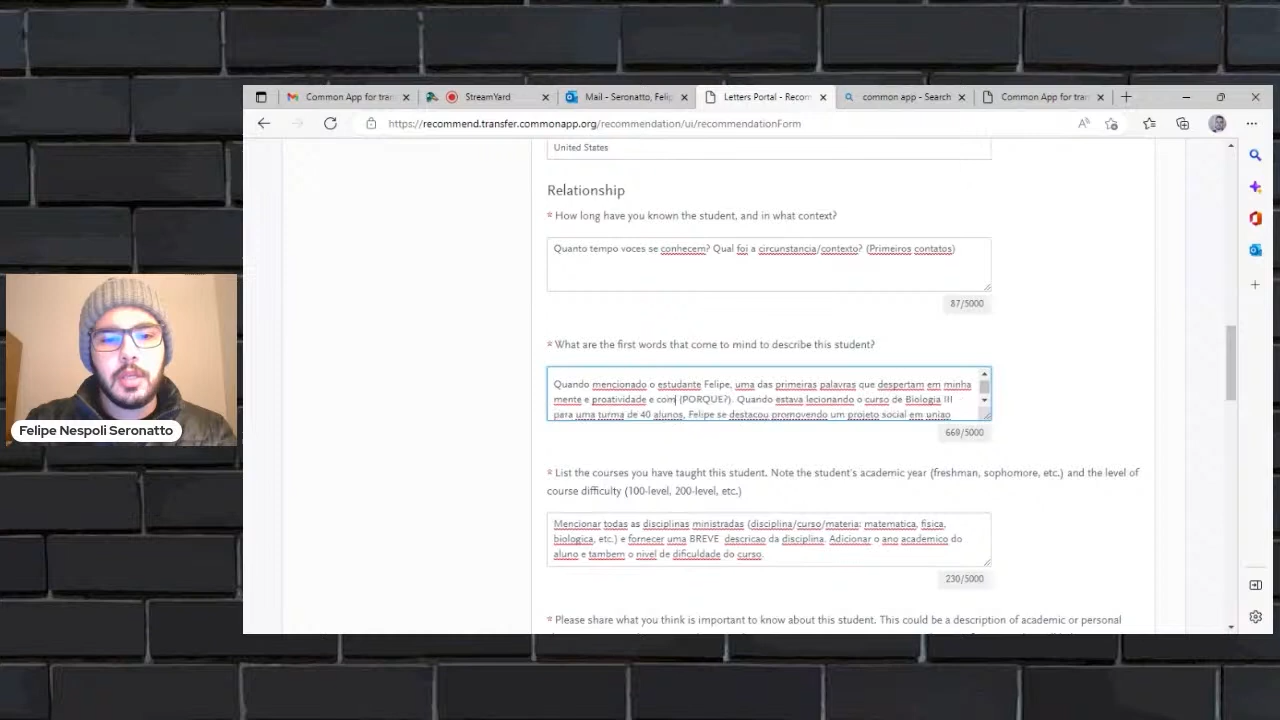 Common App for tran
StreamYard
Mail - Seronatto, Felip
Letters Portal - Recom
common app - Search
Common App for tran
https://recommend.transfer.commonapp.org/recommendation/ui/recommendationForm
United States
Relationship
* How long have you known the student, and in what context?
Quanto tempo voces se conhecem? Qual foi a circunstancia/contexto? (Primeiros contatos)
87/5000
* What are the first words that come to mind to describe this student?
Quando mencionado o estudante Felipe, uma das primeiras palavras que despertam em minha
mente e proatividade e com (PORQUE?). Quando estava lecionando o curso de Biologia III
para uma turma de 40 alunos, Felipe se destacou promovendo um projeto social em uniao
669/5000
Felipe Nespoli Seronatto
* List the courses you have taught this student. Note the student's academic year (freshman, sophomore, etc.) and the level of
course difficulty (100-level, 200-level, etc.)
Mencionar todas as disciplinas ministradas (disciplina/curso/materia: matematica, fisica,
biologica, etc.) e fornecer uma BREVE descricao da disciplina. Adicionar o ano academico do
aluno e tambem o nivel de dificuldade do curso.
230/5000
* Please share what you think is important to know about this student. This could be a description of academic or personal